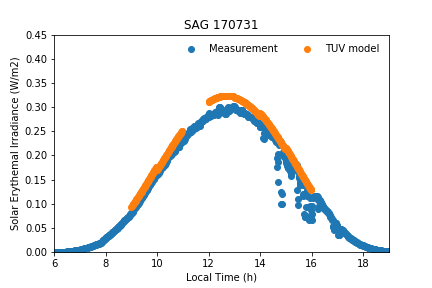 SAG 170731
Measurement
TUV model
Solar Erythemal Irradiance (W/m2)
0.45
0.40
0.35
0.30
0.25
0.20
0.15
0.10
0.05
0.00
6 8 10 12 14 16 18
Local Time (h)